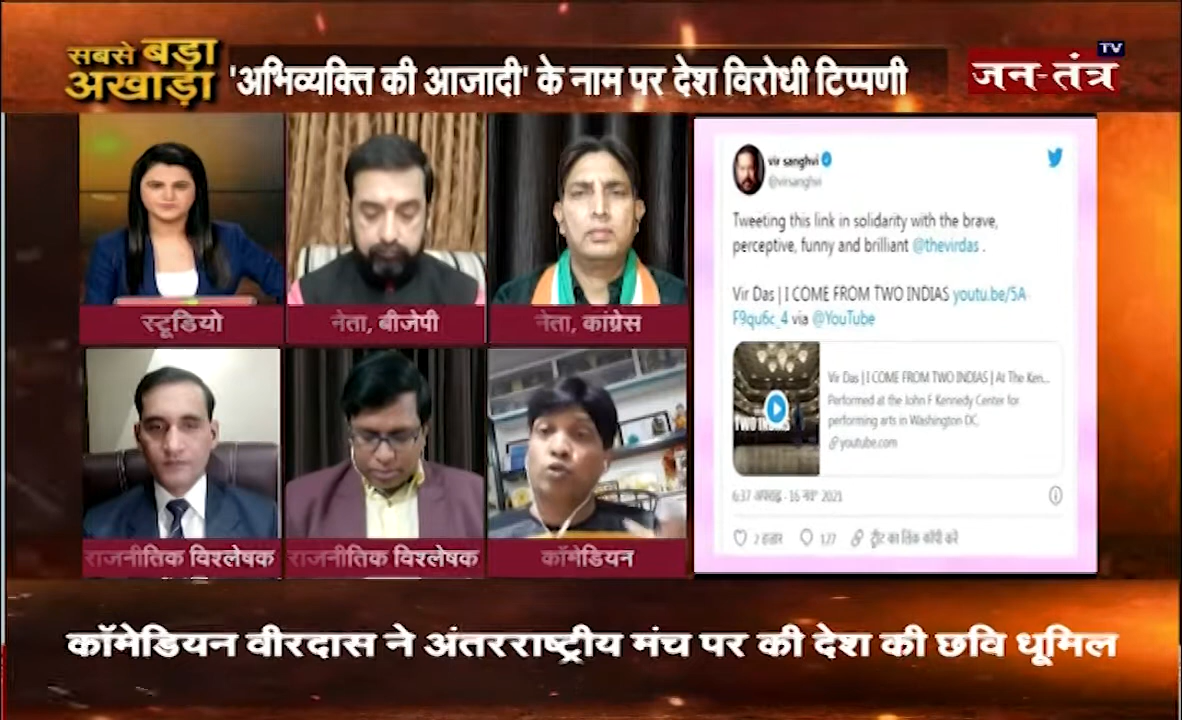 सबसे बड़ा
अखाड़ा
'अभिव्यक्ति की आजादी' के नाम पर देश विरोधी टिप्पणी
जन-तंत्र
TV
स्टूडियो
नेता, बीजेपी
नेता, कांग्रेस
राजनीतिक विश्लेषक
राजनीतिक विश्लेषक
कॉमेडियन
vir sanghvi
@virsanghvi
Tweeting this link in solidarity with the brave,
perceptive, funny and brilliant @thevirdas .
Vir Das | I COME FROM TWO INDIAS youtu.be/5A
F9qu6c_4 via @YouTube
TWO INDIAS
Vir Das | I COME FROM TWO INDIAS | At The Ken...
Performed at the John F Kennedy Center for
performing arts in Washington DC.
youtube.com
6:37 अपराह्न · 16 नव॰ 2021
2 हज़ार 177 ट्वीट का लिंक कॉपी करें
कॉमेडियन वीरदास ने अंतरराष्ट्रीय मंच पर की देश की छवि धूमिल